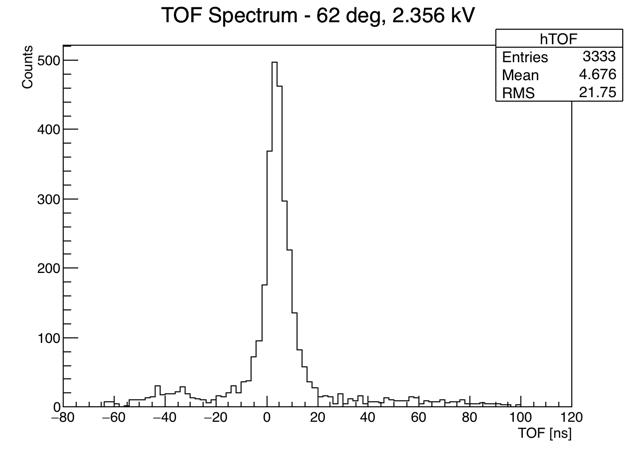 TOF Spectrum - 62 deg, 2.356 kV
hTOF
Entries 3333
Mean 4.676
RMS 21.75
Counts
500
400
300
200
100
0
−80 −60 −40 −20 0 20 40 60 80 100 120
TOF [ns]